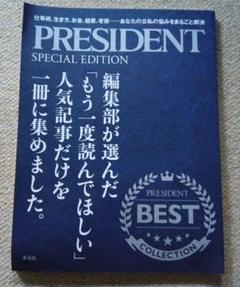 仕事術、生き方、お金、健康、老後――あなたの公私の悩みをまるごと解決
PRESIDENT
SPECIAL EDITION
編集部が選んだ
「もう一度読んでほしい」
人気記事だけを
一冊に集めました。
PRESIDENT
BEST
COLLECTION